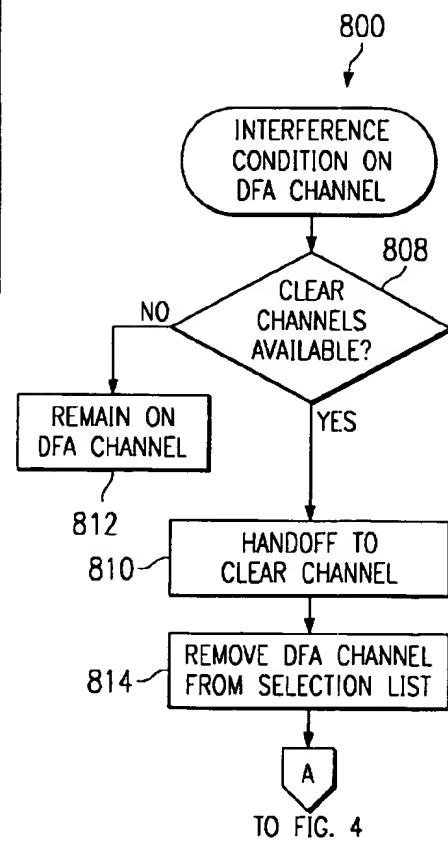 800
INTERFERENCE
CONDITION ON
DFA CHANNEL
808
CLEAR
CHANNELS
AVAILABLE?
NO
YES
REMAIN ON
DFA CHANNEL
812
810
HANDOFF TO
CLEAR CHANNEL
814
REMOVE DFA CHANNEL
FROM SELECTION LIST
A
TO FIG. 4